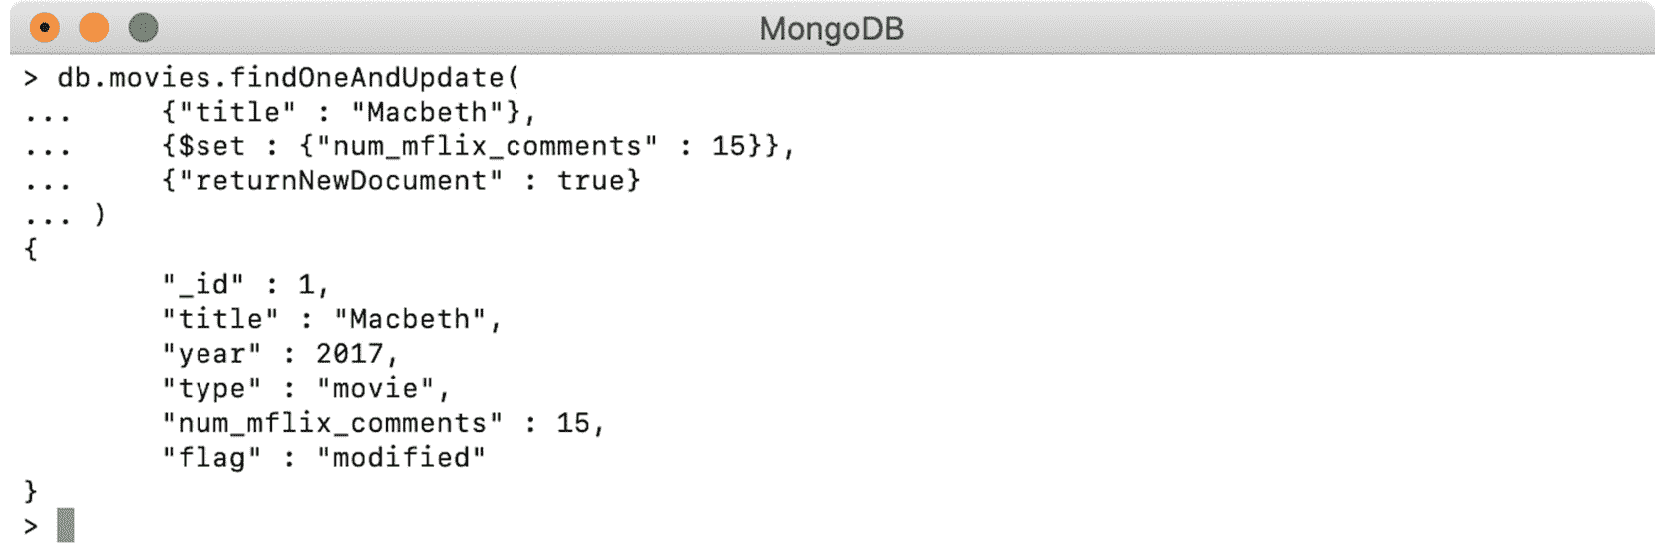 MongoDB
> db.movies.findOneAndUpdate(
...     {"title" : "Macbeth"},
...     {$set : {"num_mflix_comments" : 15}},
...     {"returnNewDocument" : true}
... )
{
        "_id" : 1,
        "title" : "Macbeth",
        "year" : 2017,
        "type" : "movie",
        "num_mflix_comments" : 15,
        "flag" : "modified"
}
>